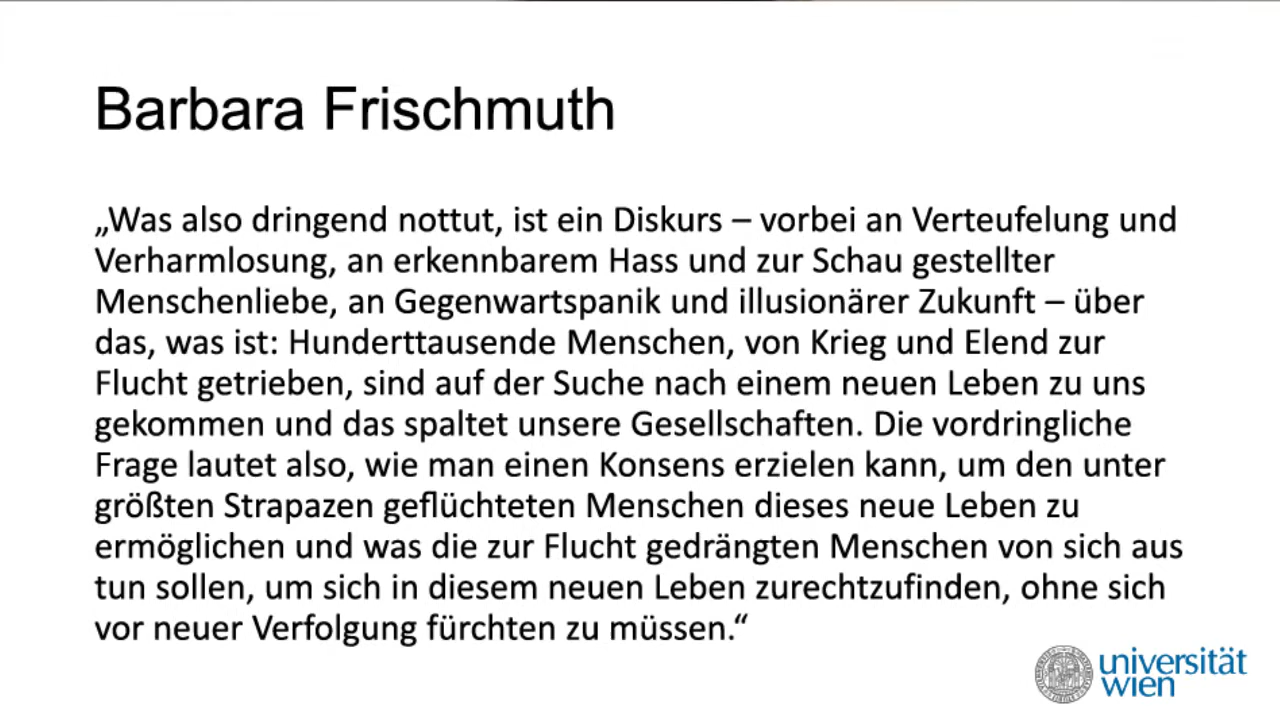 Barbara Frischmuth
„Was also dringend nottut, ist ein Diskurs – vorbei an Verteufelung und
Verharmlosung, an erkennbarem Hass und zur Schau gestellter
Menschenliebe, an Gegenwartspanik und illusionärer Zukunft – über
das, was ist: Hunderttausende Menschen, von Krieg und Elend zur
Flucht getrieben, sind auf der Suche nach einem neuen Leben zu uns
gekommen und das spaltet unsere Gesellschaften. Die vordringliche
Frage lautet also, wie man einen Konsens erzielen kann, um den unter
größten Strapazen geflüchteten Menschen dieses neue Leben zu
ermöglichen und was die zur Flucht gedrängten Menschen von sich aus
tun sollen, um sich in diesem neuen Leben zurechtzufinden, ohne sich
vor neuer Verfolgung fürchten zu müssen.“
universität
wien